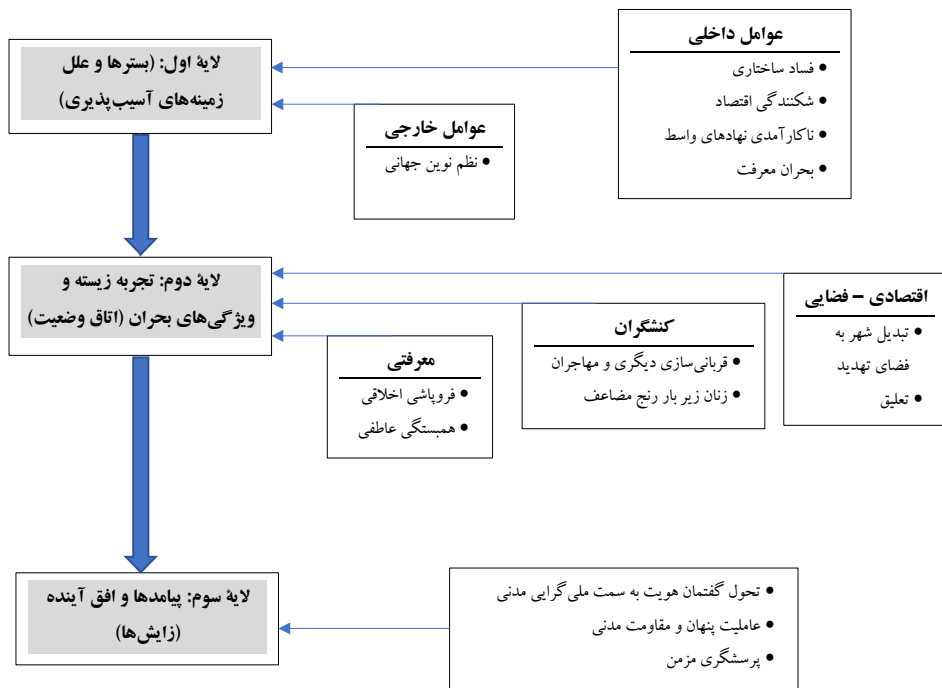 عوامل داخلی
• فساد ساختاری
• شکنندگی اقتصاد
• ناکارآمدی نهادهای واسط
• بحران معرفت
لایۀ اول: (بسترها و علل
زمینه‌های آسیب‌پذیری)
عوامل خارجی
• نظم نوین جهانی
لایۀ دوم: تجربه زیسته و
ویژگی‌های بحران (اتاق وضعیت)
اقتصادی – فضایی
• تبدیل شهر به
فضای تهدید
• تعلیق
کنشگران
• قربانی‌سازی دیگری و مهاجران
• زنان زیر بار رنج مضاعف
معرفتی
• فروپاشی اخلاقی
• همبستگی عاطفی
لایۀ سوم: پیامدها و افق آینده
(زایش‌ها)
• تحول گفتمان هویت به سمت ملی‌گرایی مدنی
• عاملیت پنهان و مقاومت مدنی
• پرسشگری مزمن